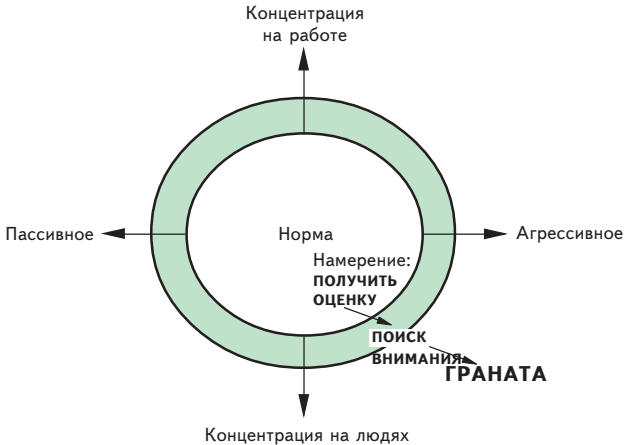 Концентрация
на работе
Пассивное
Норма
Агрессивное
Намерение:
ПОЛУЧИТЬ
ОЦЕНКУ
ПОИСК
ВНИМАНИЯ
ГРАНАТА
Концентрация на людях